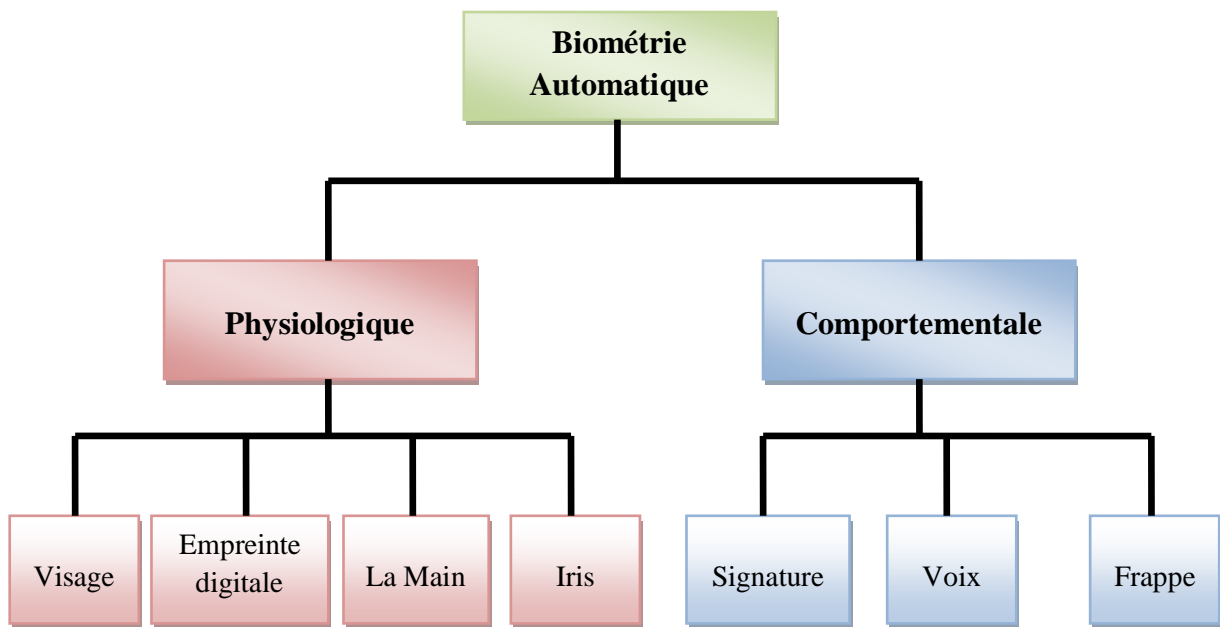 Biométrie
Automatique
Physiologique
Comportementale
Visage
Empreinte
digitale
La Main
Iris
Signature
Voix
Frappe